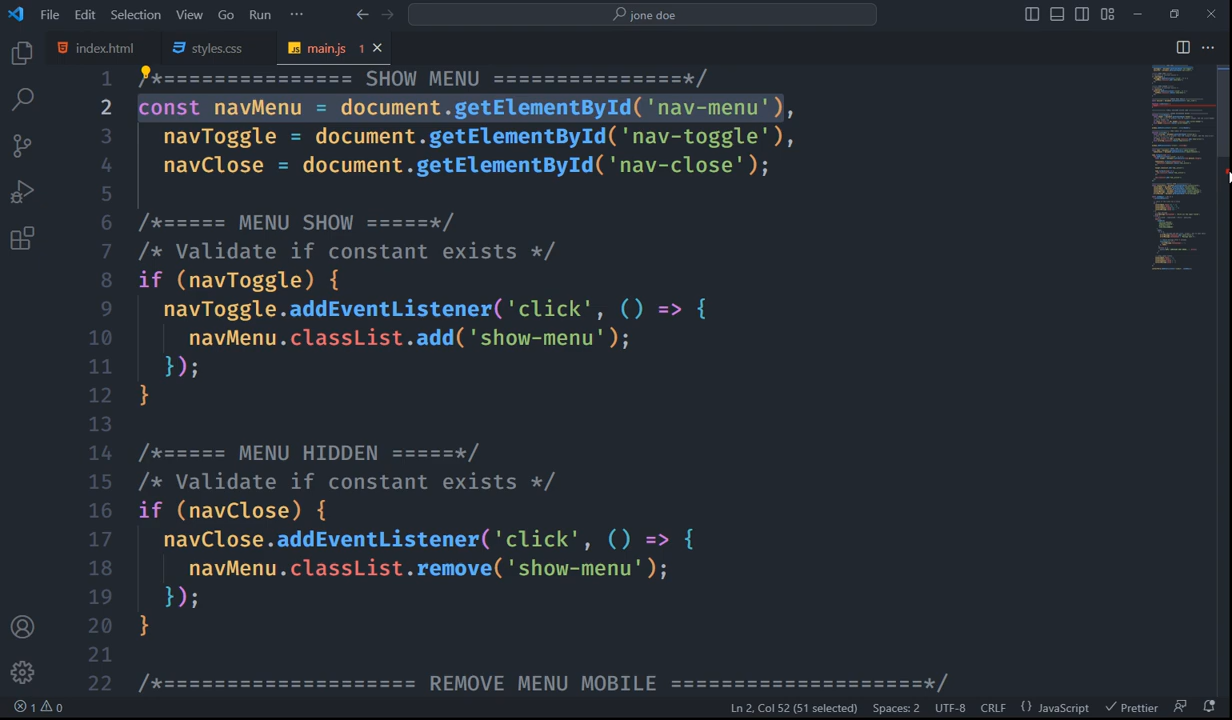 File Edit Selection View Go Run ··· jone doe
index.html styles.css main.js 1
1 /*=============== SHOW MENU ===============*/
2 const navMenu = document.getElementById('nav-menu'),
3 navToggle = document.getElementById('nav-toggle'),
4 navClose = document.getElementById('nav-close');
5
6 /*===== MENU SHOW =====*/
7 /* Validate if constant exists */
8 if (navToggle) {
9 navToggle.addEventListener('click', () => {
10 navMenu.classList.add('show-menu');
11 });
12 }
13
14 /*===== MENU HIDDEN =====*/
15 /* Validate if constant exists */
16 if (navClose) {
17 navClose.addEventListener('click', () => {
18 navMenu.classList.remove('show-menu');
19 });
20 }
21
22 /*==================== REMOVE MENU MOBILE ====================*/
1 0 Ln 2, Col 52 (51 selected) Spaces: 2 UTF-8 CRLF {} JavaScript Prettier